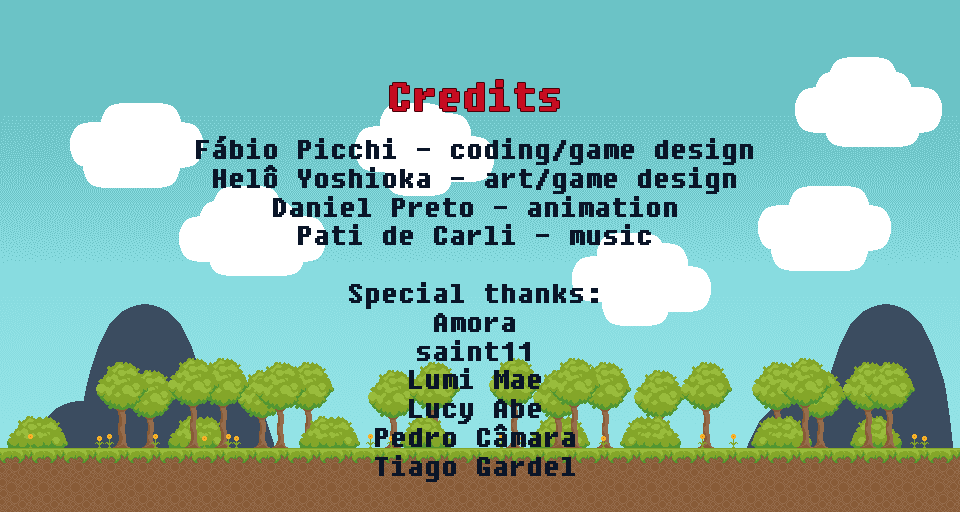 Credits
Fábio Picchi - coding/game design
Helô Yoshioka - art/game design
Daniel Preto - animation
Pati de Carli - music
Special thanks:
Amora
saint11
Lumi Mae
Lucy Abe
Pedro Câmara
Tiago Gardel